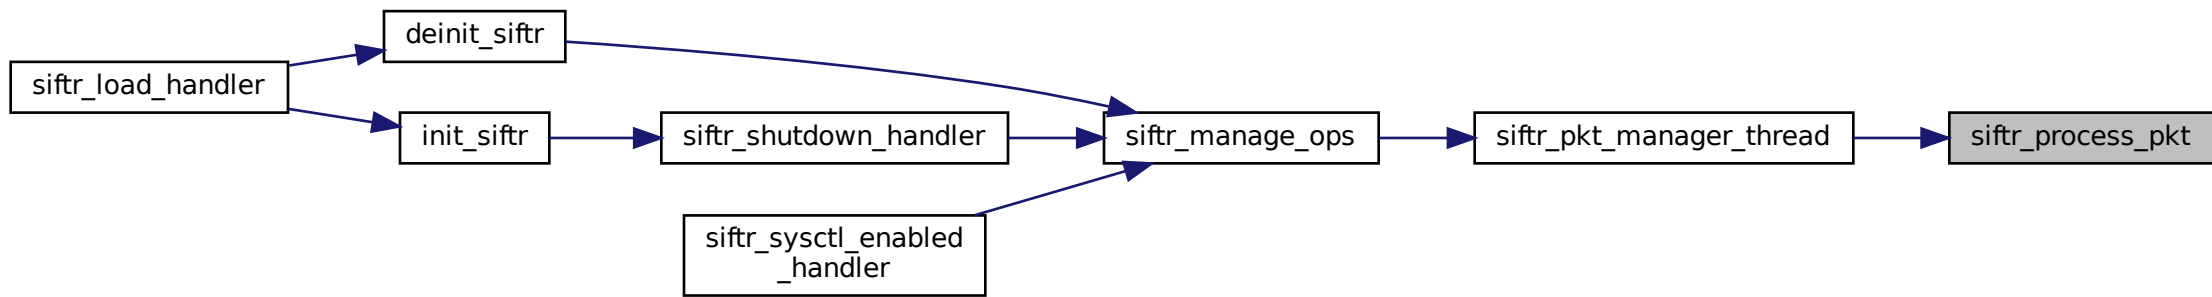 deinit_siftr
siftr_load_handler
init_siftr
siftr_shutdown_handler
siftr_manage_ops
siftr_pkt_manager_thread
siftr_process_pkt
siftr_sysctl_enabled
_handler